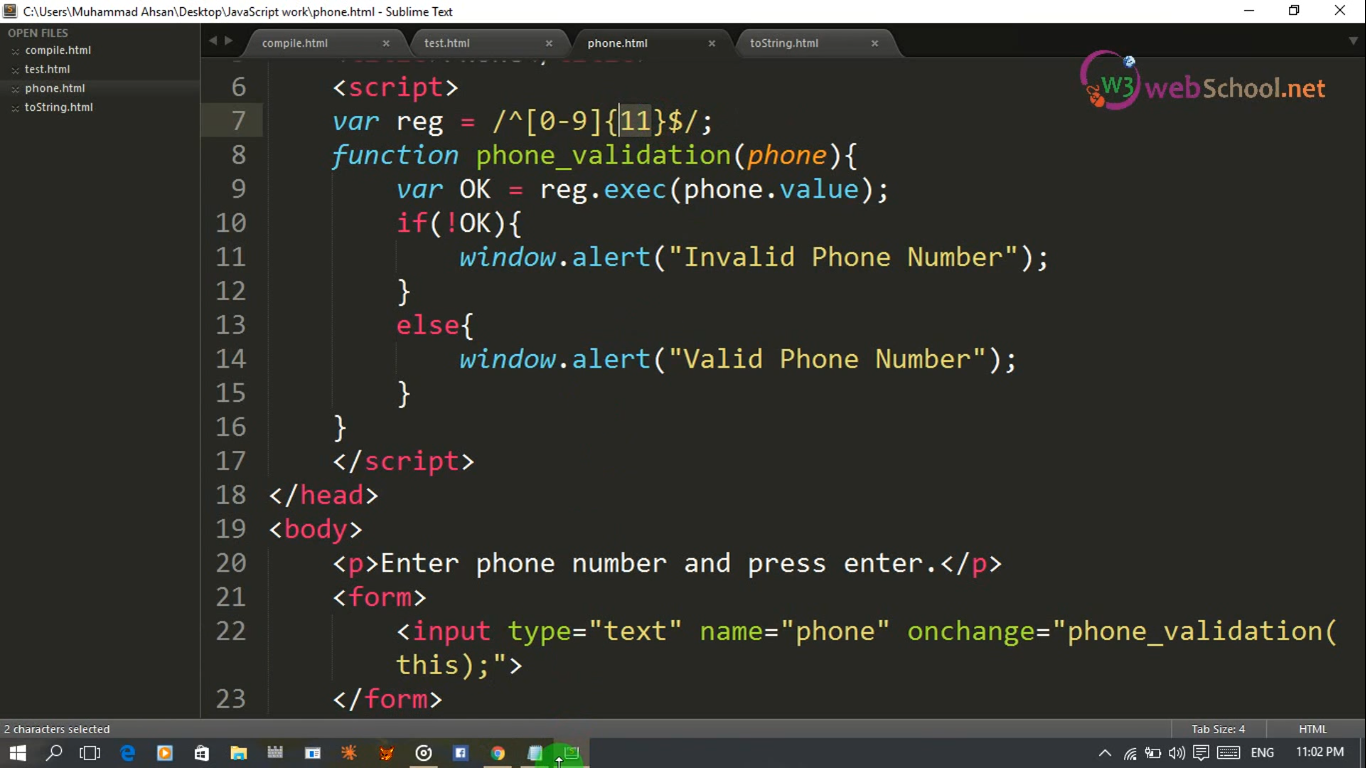 C:\Users\Muhammad Ahsan\Desktop\JavaScript work\phone.html - Sublime Text
OPEN FILES
compile.html
test.html
phone.html
toString.html
compile.html
test.html
phone.html
toString.html
W3 webSchool.net
6 <script>
7 var reg = /^[0-9]{11}$/;
8 function phone_validation(phone){
9 var OK = reg.exec(phone.value);
10 if(!OK){
11 window.alert("Invalid Phone Number");
12 }
13 else{
14 window.alert("Valid Phone Number");
15 }
16 }
17 </script>
18 </head>
19 <body>
20 <p>Enter phone number and press enter.</p>
21 <form>
22 <input type="text" name="phone" onchange="phone_validation(
this);">
23 </form>
2 characters selected
Tab Size: 4
HTML
ENG
11:02 PM